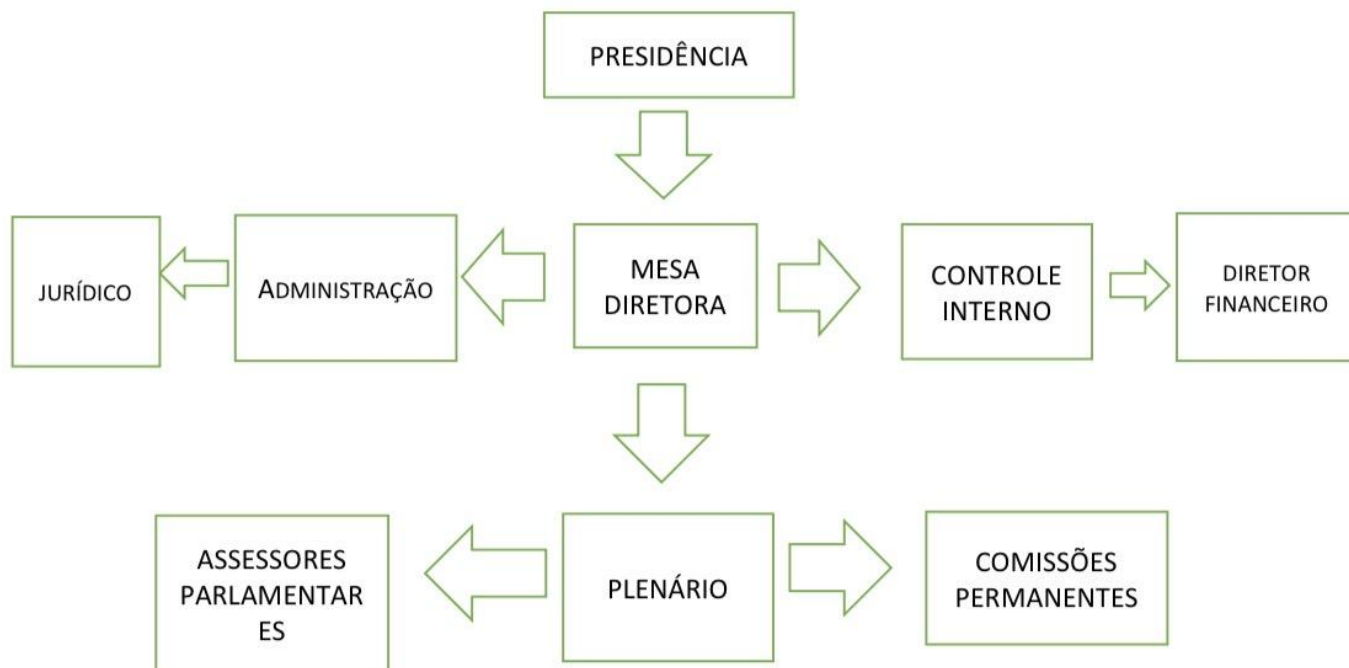 PRESIDÊNCIA
JURÍDICO
ADMINISTRAÇÃO
MESA
DIRETORA
CONTROLE
INTERNO
DIRETOR
FINANCEIRO
ASSESSORES
PARLAMENTAR
ES
PLENÁRIO
COMISSÕES
PERMANENTES